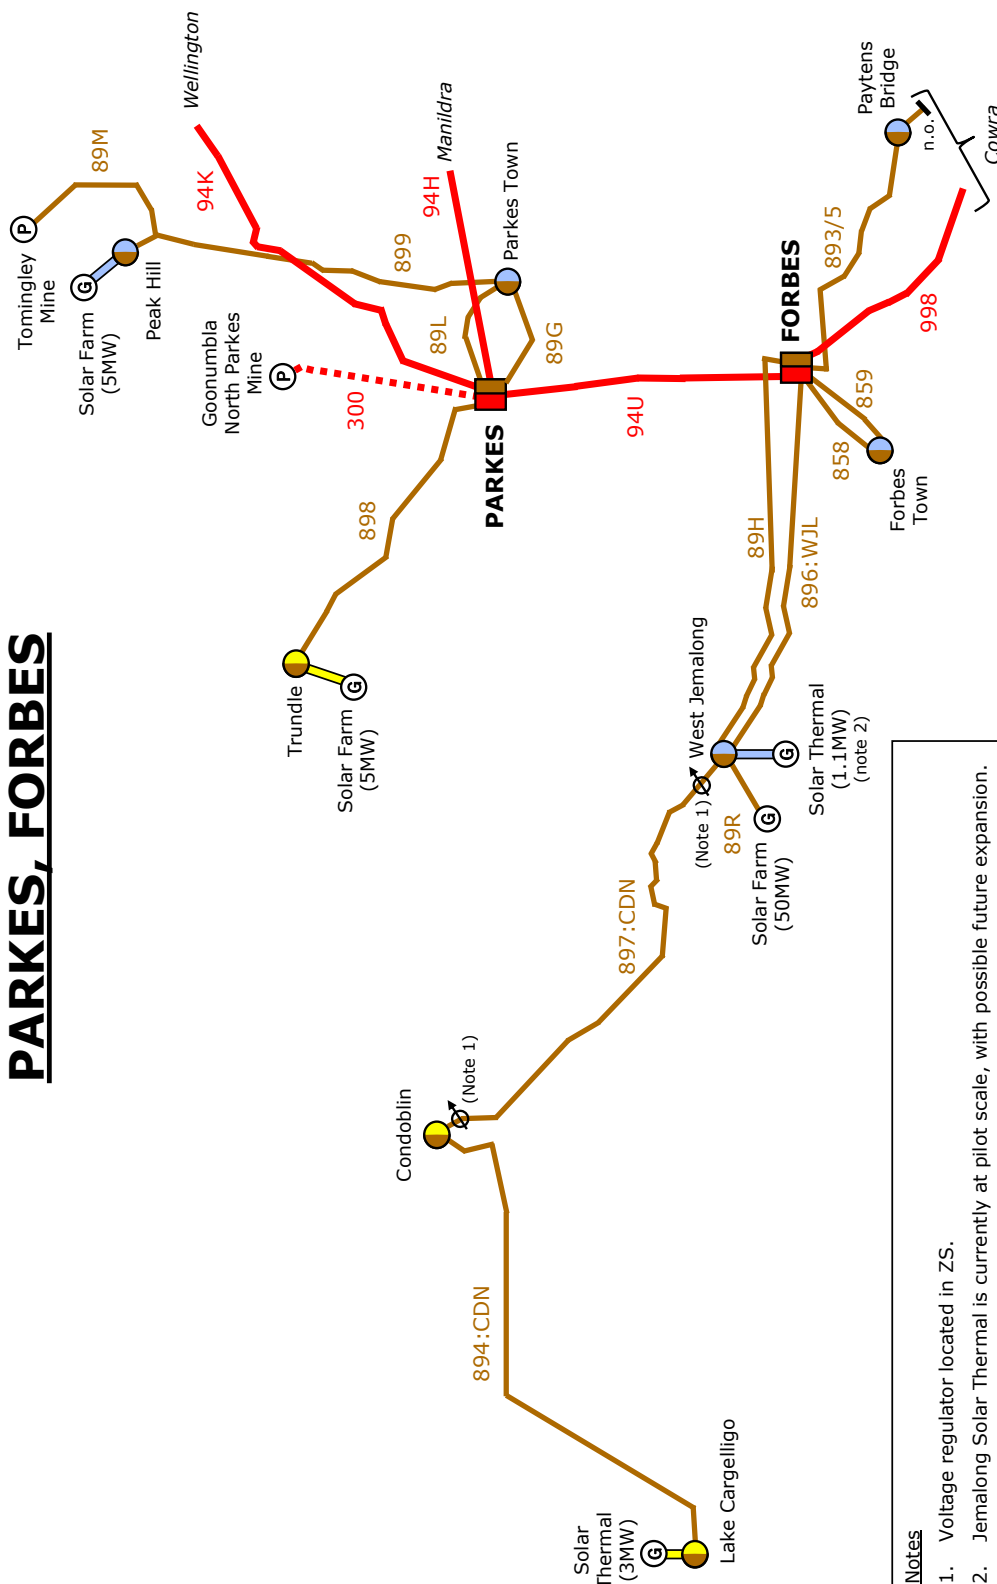 PARKES, FORBES
Solar
Thermal
(3MW)
G
Lake Cargelligo
894:CDN
Condoblin
(Note 1)
897:CDN
(Note 1)
West Jemalong
89R
G
Solar Farm
(50MW)
G
Solar Thermal
(1.1MW)
(note 2)
89H
896:WJL
Trundle
G
Solar Farm
(5MW)
898
PARKES
300
P
Goonumbla
North Parkes
Mine
94U
89L
89G
Parkes Town
899
94H
Manildra
94K
Wellington
89M
P
Tomingley
Mine
G
Solar Farm
(5MW)
Peak Hill
FORBES
858
859
Forbes
Town
893/5
998
Paytens
Bridge
n.o.
Cowra
Notes
1. Voltage regulator located in ZS.
2. Jemalong Solar Thermal is currently at pilot scale, with possible future expansion.